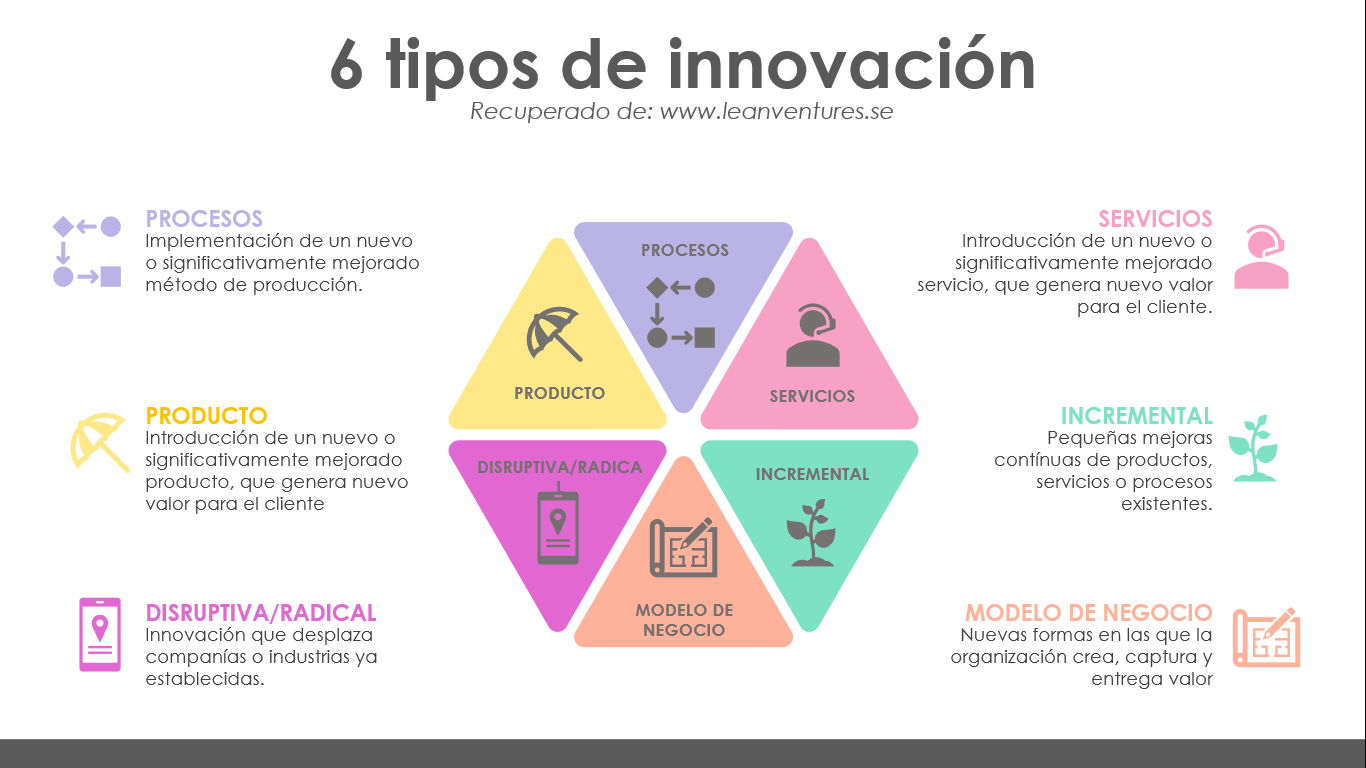 6 tipos de innovación
Recuperado de: www.leanventures.se
PROCESOS
Implementación de un nuevo
o significativamente mejorado
método de producción.
PRODUCTO
Introducción de un nuevo o
significativamente mejorado
producto, que genera nuevo
valor para el cliente
DISRUPTIVA/RADICAL
Innovación que desplaza
companías o industrias ya
establecidas.
PROCESOS
PRODUCTO
SERVICIOS
DISRUPTIVA/RADICA
L
INCREMENTAL
MODELO DE
NEGOCIO
SERVICIOS
Introducción de un nuevo o
significativamente mejorado
servicio, que genera nuevo valor
para el cliente.
INCREMENTAL
Pequeñas mejoras
contínuas de productos,
servicios o procesos
existentes.
MODELO DE NEGOCIO
Nuevas formas en las que la
organización crea, captura y
entrega valor